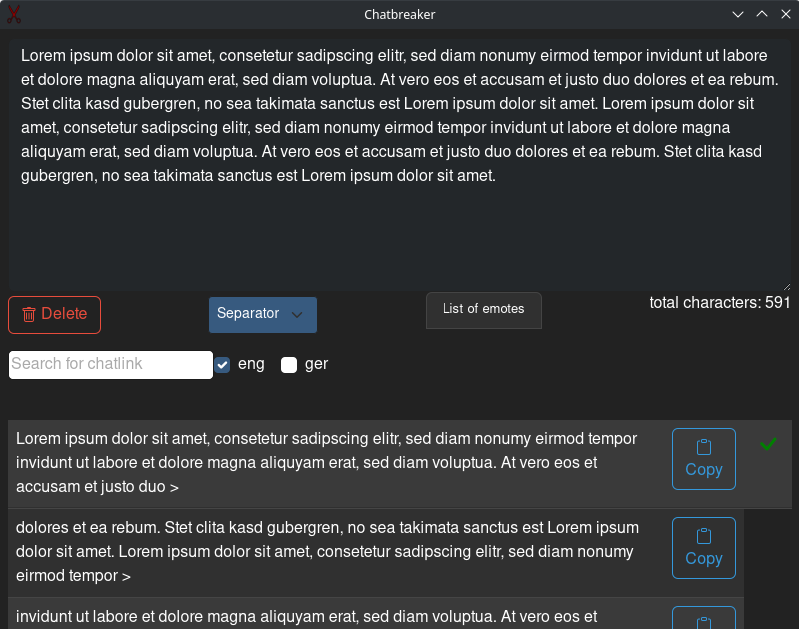 Chatbreaker
Lorem ipsum dolor sit amet, consetetur sadipscing elitr, sed diam nonumy eirmod tempor invidunt ut labore
et dolore magna aliquyam erat, sed diam voluptua. At vero eos et accusam et justo duo dolores et ea rebum.
Stet clita kasd gubergren, no sea takimata sanctus est Lorem ipsum dolor sit amet. Lorem ipsum dolor sit
amet, consetetur sadipscing elitr, sed diam nonumy eirmod tempor invidunt ut labore et dolore magna
aliquyam erat, sed diam voluptua. At vero eos et accusam et justo duo dolores et ea rebum. Stet clita kasd
gubergren, no sea takimata sanctus est Lorem ipsum dolor sit amet.
Delete
Separator
List of emotes
total characters: 591
Search for chatlink
eng
ger
Lorem ipsum dolor sit amet, consetetur sadipscing elitr, sed diam nonumy eirmod tempor
invidunt ut labore et dolore magna aliquyam erat, sed diam voluptua. At vero eos et
accusam et justo duo >
Copy
dolores et ea rebum. Stet clita kasd gubergren, no sea takimata sanctus est Lorem ipsum
dolor sit amet. Lorem ipsum dolor sit amet, consetetur sadipscing elitr, sed diam nonumy
eirmod tempor >
Copy
invidunt ut labore et dolore magna aliquyam erat, sed diam voluptua. At vero eos et